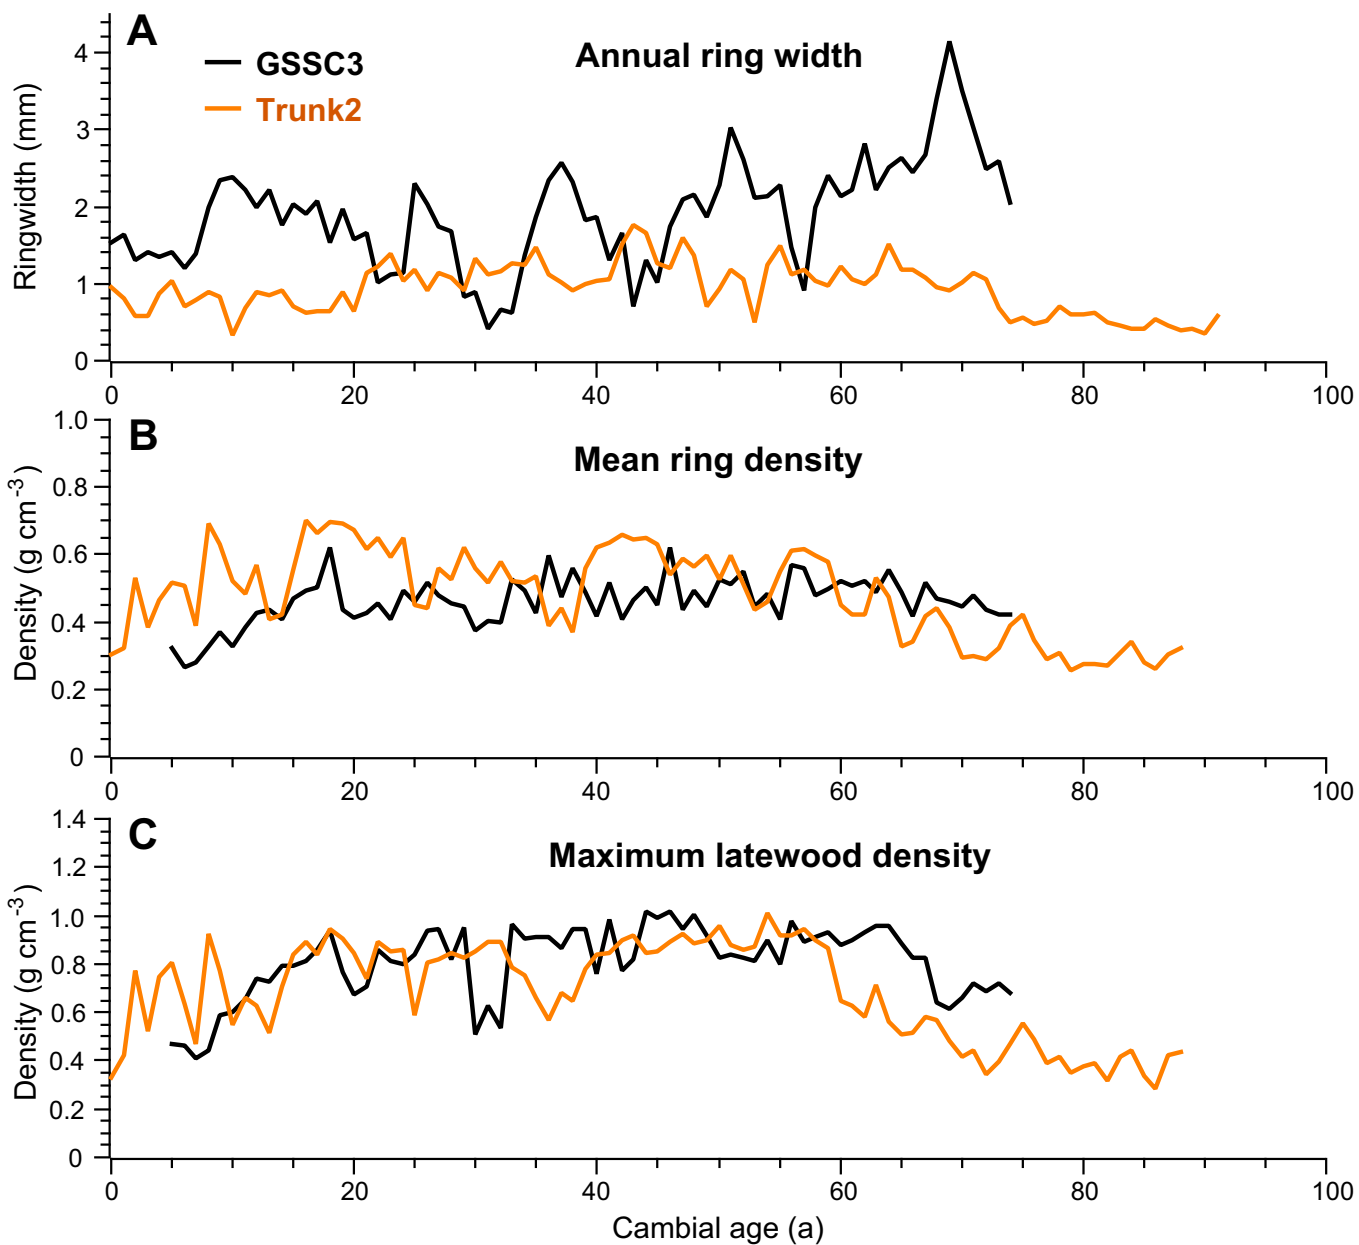 A
GSSC3
Trunk2
Annual ring width
Ringwidth (mm)
4
3
2
1
0
0 20 40 60 80 100
B
Mean ring density
Density (g cm⁻³)
1.0
0.8
0.6
0.4
0.2
0
0 20 40 60 80 100
C
Maximum latewood density
Density (g cm⁻³)
1.4
1.2
1.0
0.8
0.6
0.4
0.2
0
0 20 40 60 80 100
Cambial age (a)